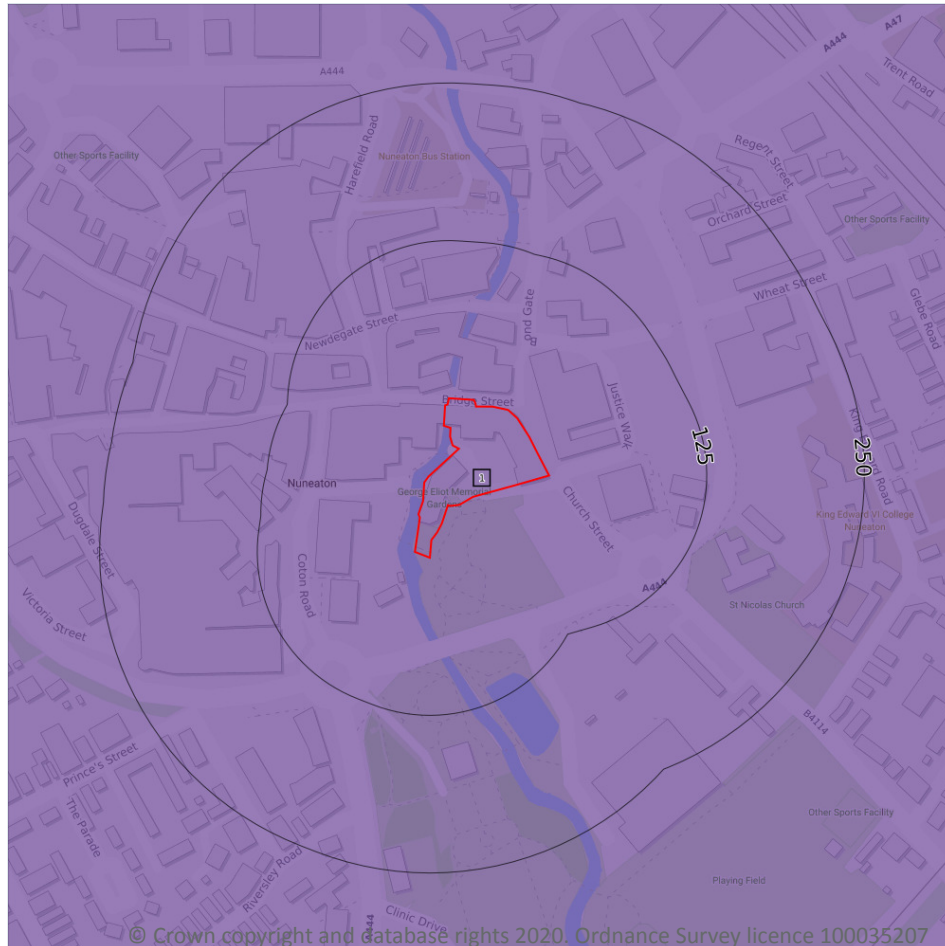 A444
A47
A444
Trent Road
Other Sports Facility
Harefield Road
Nuneaton Bus Station
Regent Street
Orchard Street
Other Sports Facility
Wheat Street
Glebe Road
Newdegate Street
Bond Gate
Bridge Street
Justice Walk
125
250
King Edward Road
Nuneaton
1
George Eliot Memorial
Gardens
Church Street
King Edward VI College
Nuneaton
Dugdale Street
Coton Road
A444
St Nicolas Church
Victoria Street
B4114
Prince's Street
The Parade
Other Sports Facility
Riversley Road
Playing Field
A444
Clinic Drive
© Crown copyright and database rights 2020. Ordnance Survey licence 100035207